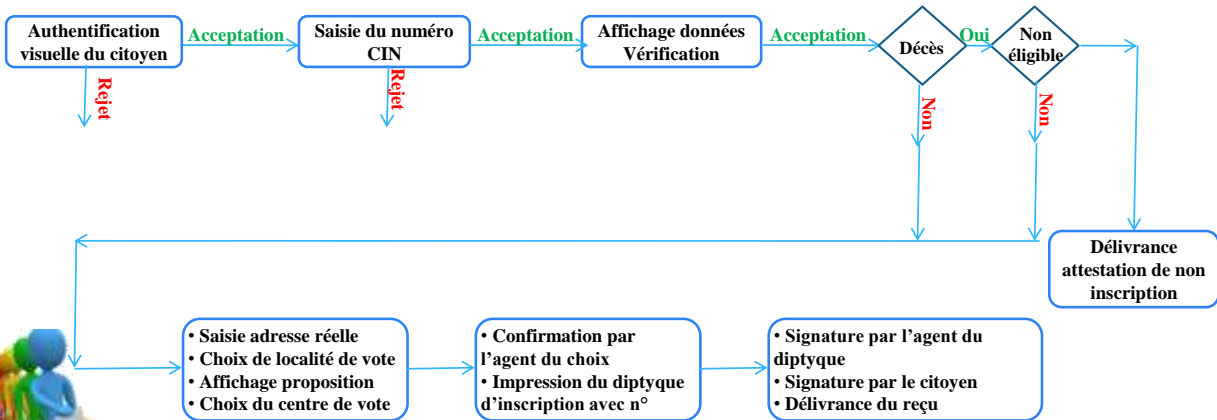 Authentification
visuelle du citoyen
Acceptation
Saisie du numéro
CIN
Acceptation
Affichage données
Vérification
Acceptation
Décès
Oui
Non
éligible
Rejet
Rejet
Non
Non
Délivrance
attestation de non
inscription
• Saisie adresse réelle
• Choix de localité de vote
• Affichage proposition
• Choix du centre de vote
• Confirmation par
l’agent du choix
• Impression du diptyque
d’inscription avec n°
• Signature par l’agent du
diptyque
• Signature par le citoyen
• Délivrance du reçu